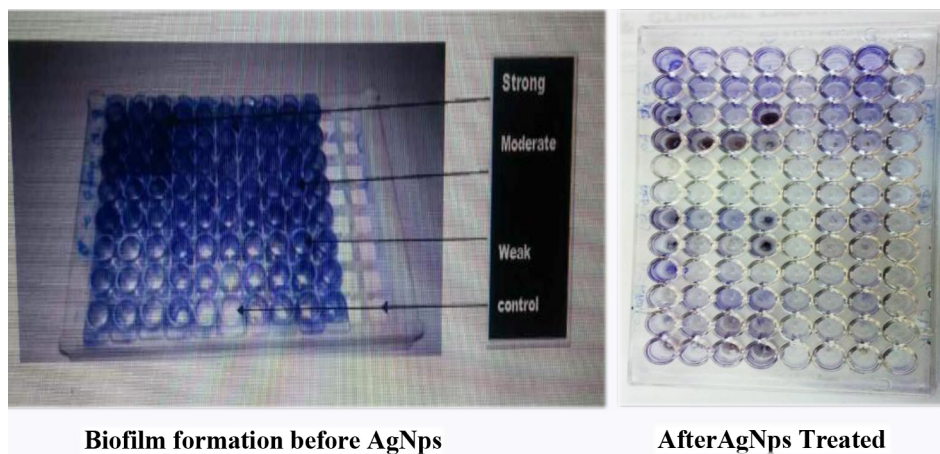 Strong
Moderate
Weak
control
Biofilm formation before AgNps
AfterAgNps Treated